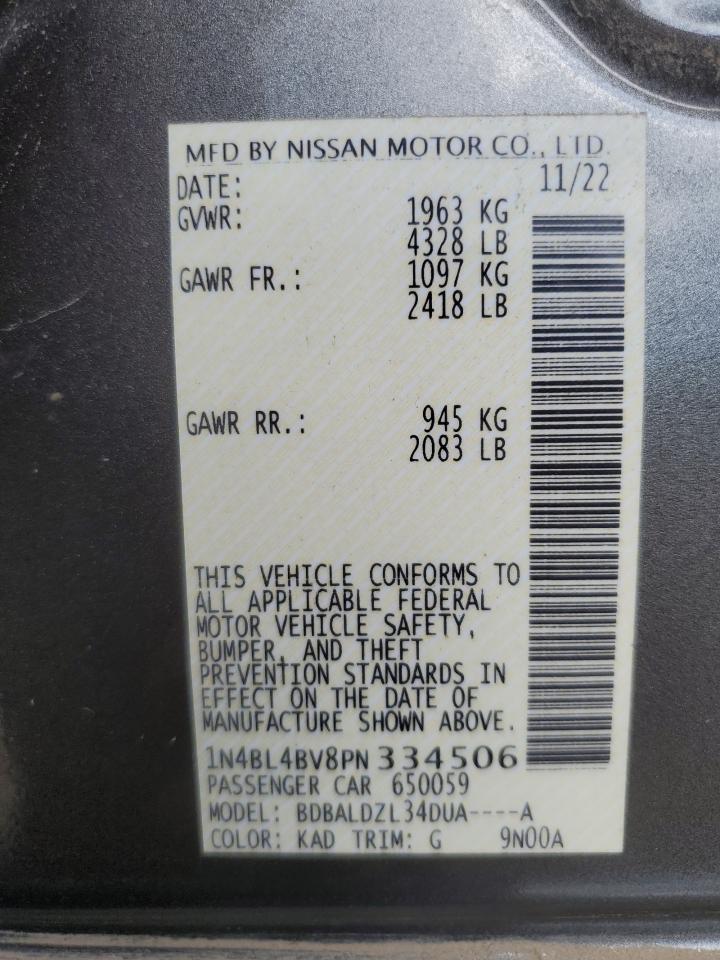 MFD BY NISSAN MOTOR CO., LTD.
DATE: 11/22
GVWR: 1963 KG
4328 LB
GAWR FR.: 1097 KG
2418 LB
GAWR RR.: 945 KG
2083 LB
THIS VEHICLE CONFORMS TO
ALL APPLICABLE FEDERAL
MOTOR VEHICLE SAFETY,
BUMPER, AND THEFT
PREVENTION STANDARDS IN
EFFECT ON THE DATE OF
MANUFACTURE SHOWN ABOVE.
1N4BL4BV8PN 334506
PASSENGER CAR 650059
MODEL: BDBALDZL34DUA----A
COLOR: KAD TRIM: G 9N00A